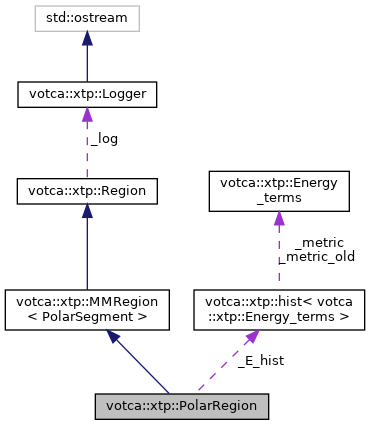 std::ostream
votca::xtp::Logger
_log
votca::xtp::Region
votca::xtp::Energy
_terms
_metric
_metric_old
votca::xtp::MMRegion
< PolarSegment >
votca::xtp::hist< votca
::xtp::Energy_terms >
_E_hist
votca::xtp::PolarRegion